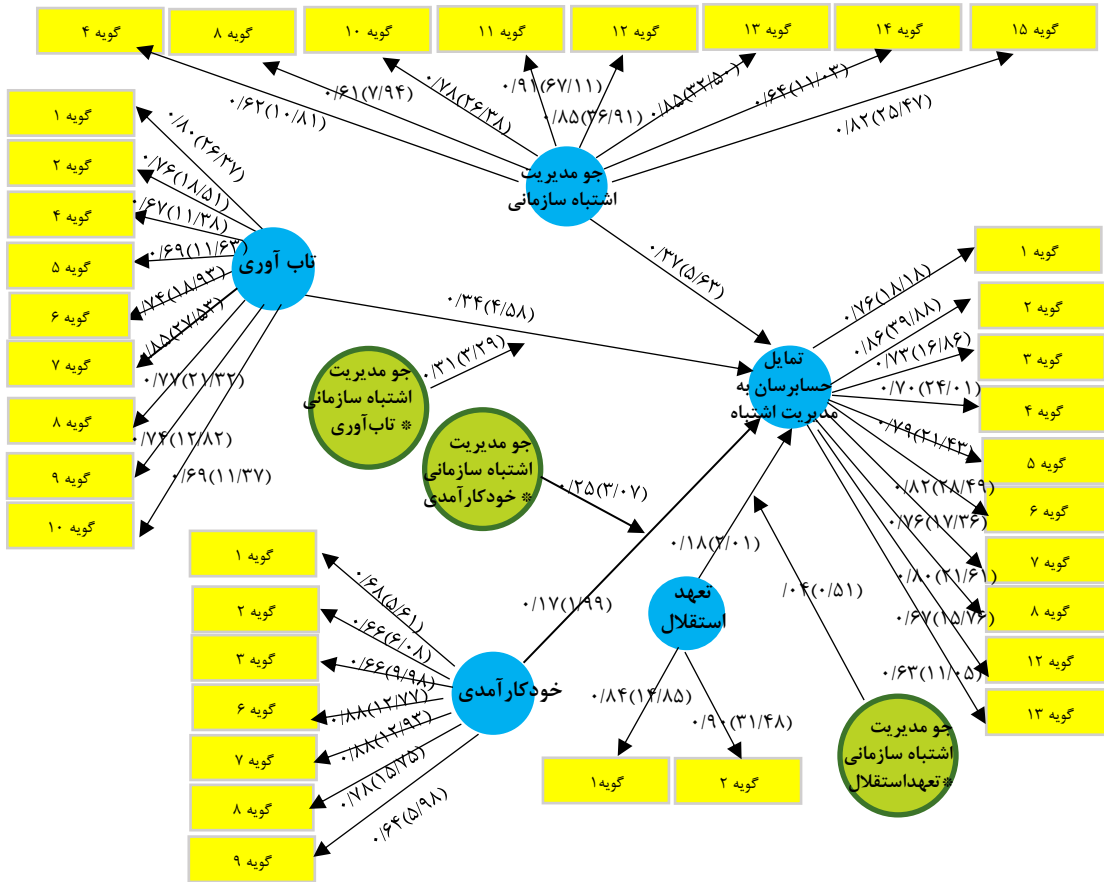 گویه ۴
گویه ۸
گویه ۱۰
گویه ۱۱
گویه ۱۲
گویه ۱۳
گویه ۱۴
گویه ۱۵
۰/۶۲(۱۰/۸۱)
۰/۶۱(۷/۹۴)
۰/۷۸(۲۶/۳۸)
۰/۹۱(۶۷/۱۱)
۰/۸۵(۳۶/۹۱)
۰/۸۵(۳۲/۵۰)
۰/۶۴(۱۱/۰۳)
۰/۸۲(۲۵/۴۷)
جو مدیریت
اشتباه سازمانی
گویه ۱
گویه ۲
گویه ۴
گویه ۵
گویه ۶
گویه ۷
گویه ۸
گویه ۹
گویه ۱۰
۰/۸۰(۲۶/۳۷)
۰/۷۶(۱۸/۵۱)
۰/۶۷(۱۱/۳۸)
۰/۶۹(۱۱/۶۳)
۰/۷۴(۱۸/۹۳)
۰/۸۵(۲۷/۵۳)
۰/۷۷(۲۱/۳۲)
۰/۷۴(۱۲/۸۲)
۰/۶۹(۱۱/۳۷)
تاب آوری
۰/۳۷(۵/۶۳)
۰/۳۴(۴/۵۸)
۰/۳۱(۳/۲۹)
جو مدیریت
اشتباه سازمانی
* تاب‌آوری
جو مدیریت
اشتباه سازمانی
* خودکارآمدی
۰/۲۵(۳/۰۷)
تمایل
حسابرسان به
مدیریت اشتباه
گویه ۱
گویه ۲
گویه ۳
گویه ۴
گویه ۵
گویه ۶
گویه ۷
گویه ۸
گویه ۱۲
گویه ۱۳
۰/۷۶(۱۸/۱۸)
۰/۸۶(۳۹/۸۸)
۰/۷۳(۱۶/۸۶)
۰/۷۰(۲۴/۰۱)
۰/۷۹(۲۱/۴۳)
۰/۸۲(۲۸/۴۹)
۰/۷۶(۱۷/۳۶)
۰/۸۰(۲۱/۶۱)
۰/۶۷(۱۵/۷۶)
۰/۶۳(۱۱/۰۵)
۰/۱۸(۲/۰۱)
۰/۱۷(۱/۹۹)
۰/۰۴(۰/۵۱)
تعهد
استقلال
۰/۸۴(۱۴/۸۵)
۰/۹۰(۳۱/۴۸)
گویه۱
گویه ۲
جو مدیریت
اشتباه سازمانی
*تعهداستقلال
گویه ۱
گویه ۲
گویه ۳
گویه ۶
گویه ۷
گویه ۸
گویه ۹
۰/۶۸(۵/۶۱)
۰/۶۶(۶/۰۸)
۰/۶۶(۹/۹۸)
۰/۸۸(۱۲/۷۷)
۰/۸۸(۱۲/۹۳)
۰/۷۸(۱۵/۷۵)
۰/۶۴(۵/۹۸)
خودکارآمدی